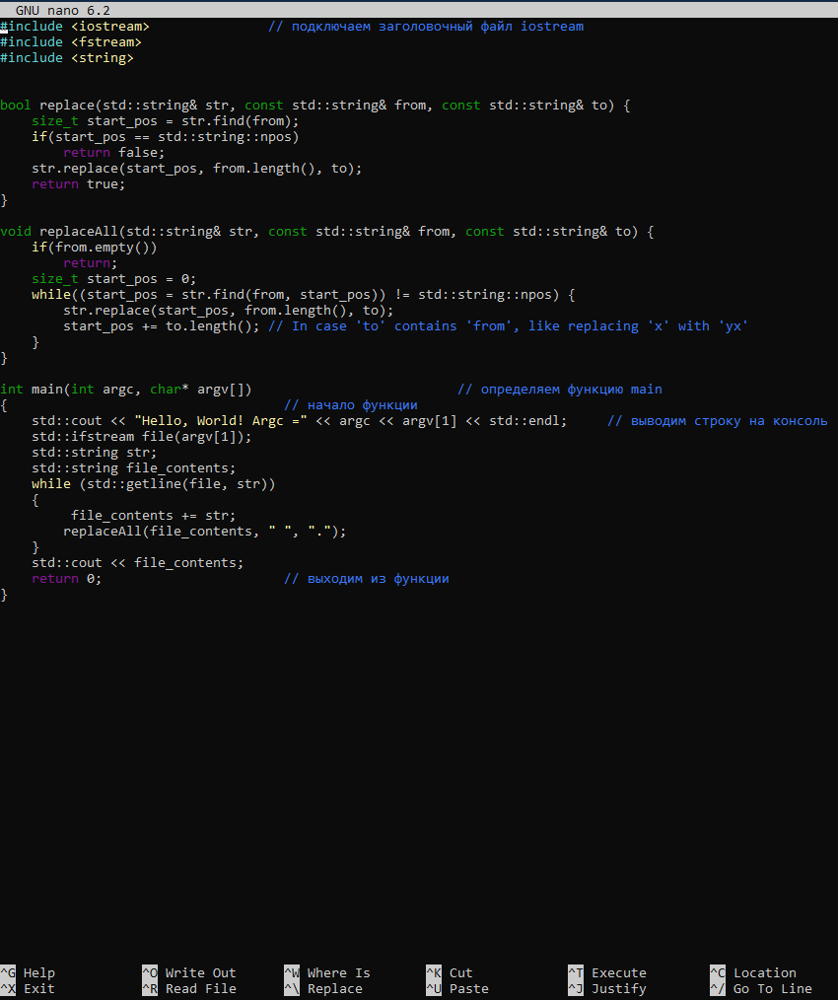 GNU nano 6.2
#include <iostream>               // подключаем заголовочный файл iostream
#include <fstream>
#include <string>
bool replace(std::string& str, const std::string& from, const std::string& to) {
    size_t start_pos = str.find(from);
    if(start_pos == std::string::npos)
        return false;
    str.replace(start_pos, from.length(), to);
    return true;
}
void replaceAll(std::string& str, const std::string& from, const std::string& to) {
    if(from.empty())
        return;
    size_t start_pos = 0;
    while((start_pos = str.find(from, start_pos)) != std::string::npos) {
        str.replace(start_pos, from.length(), to);
        start_pos += to.length(); // In case 'to' contains 'from', like replacing 'x' with 'yx'
    }
}
int main(int argc, char* argv[])                          // определяем функцию main
{                                   // начало функции
    std::cout << "Hello, World! Argc =" << argc << argv[1] << std::endl;     // выводим строку на консоль
    std::ifstream file(argv[1]);
    std::string str;
    std::string file_contents;
    while (std::getline(file, str))
    {
         file_contents += str;
        replaceAll(file_contents, " ", ".");
    }
    std::cout << file_contents;
    return 0;                       // выходим из функции
}
^G Help ^O Write Out ^W Where Is ^K Cut ^T Execute ^C Location
^X Exit ^R Read File ^\ Replace ^U Paste ^J Justify ^/ Go To Line